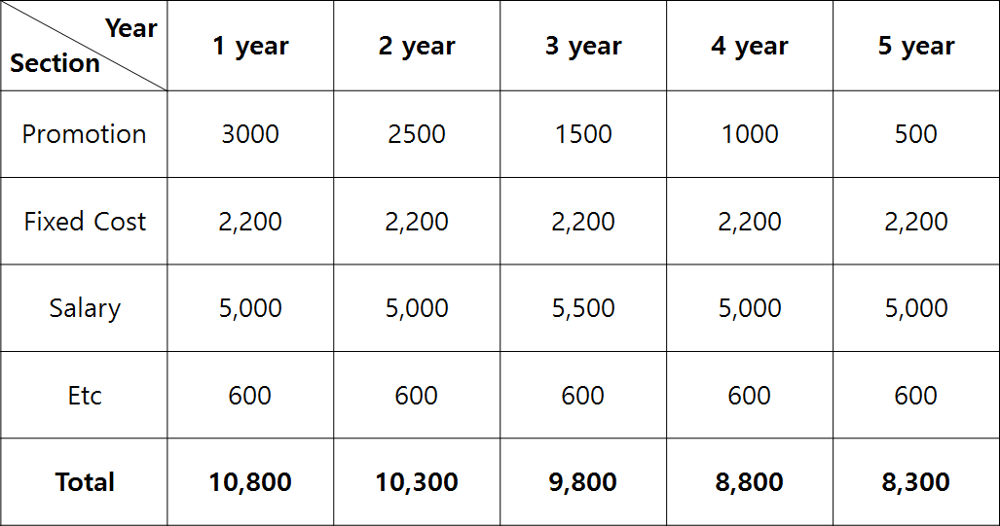 Year
Section
1 year 2 year 3 year 4 year 5 year
Promotion 3000 2500 1500 1000 500
Fixed Cost 2,200 2,200 2,200 2,200 2,200
Salary 5,000 5,000 5,500 5,000 5,000
Etc 600 600 600 600 600
Total 10,800 10,300 9,800 8,800 8,300